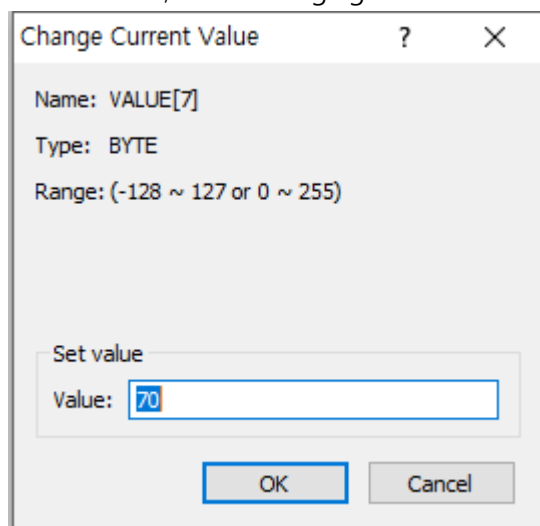 Change Current Value ? ×
Name: VALUE[7]
Type: BYTE
Range: (-128 ~ 127 or 0 ~ 255)
Set value
Value: 70
OK Cancel